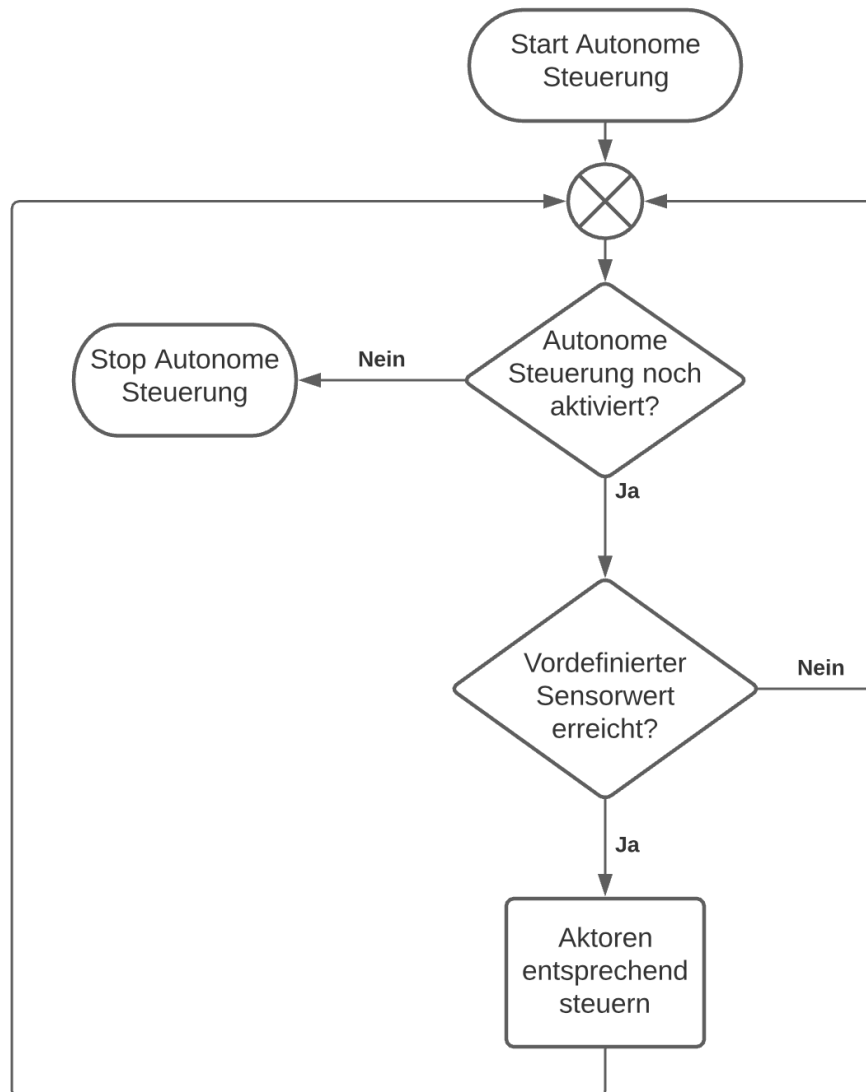 Start Autonome
Steuerung
Autonome
Steuerung noch
aktiviert?
Nein
Stop Autonome
Steuerung
Ja
Vordefinierter
Sensorwert
erreicht?
Nein
Ja
Aktoren
entsprechend
steuern